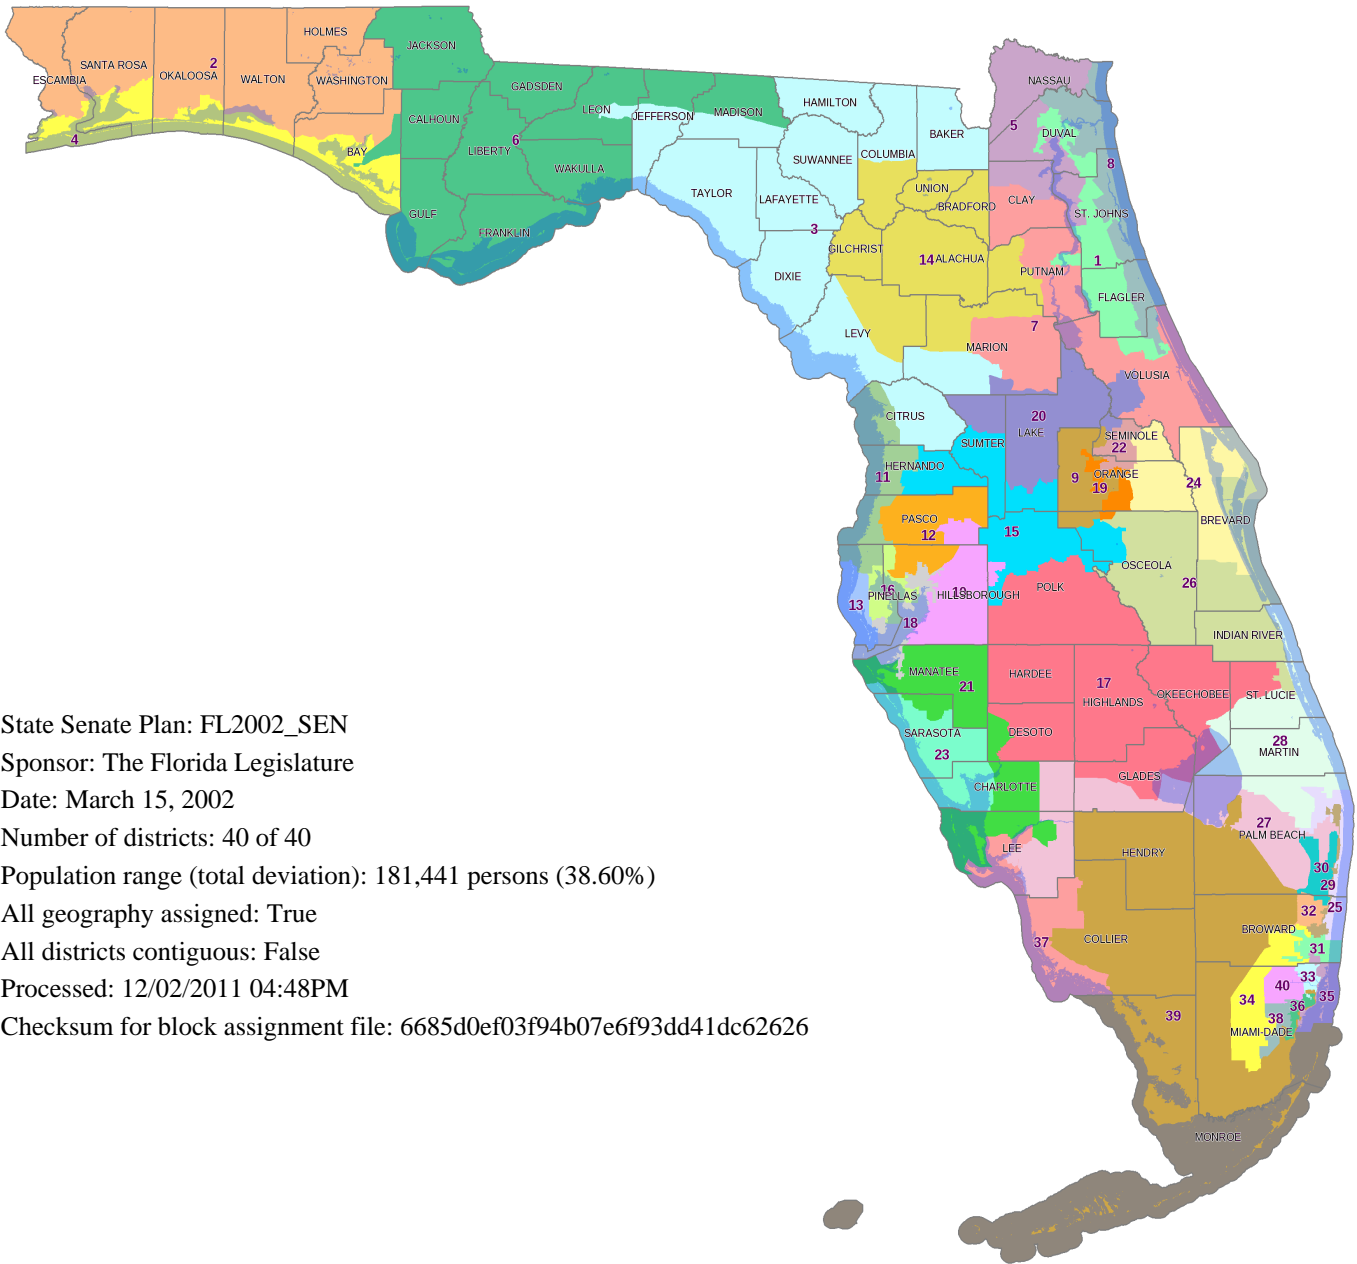 HOLMES
JACKSON
SANTA ROSA
2
ESCAMBIA
OKALOOSA
WALTON
WASHINGTON
NASSAU
GADSDEN
HAMILTON
LEON
JEFFERSON
MADISON
CALHOUN
5
DUVAL
BAKER
4
BAY
LIBERTY
6
SUWANNEE
COLUMBIA
8
WAKULLA
UNION
TAYLOR
LAFAYETTE
BRADFORD
CLAY
GULF
FRANKLIN
3
ST. JOHNS
GILCHRIST
14
ALACHUA
1
DIXIE
PUTNAM
FLAGLER
LEVY
7
MARION
VOLUSIA
CITRUS
20
LAKE
SUMTER
SEMINOLE
22
HERNANDO
11
9
ORANGE
19
24
PASCO
12
15
BREVARD
OSCEOLA
26
16
PINELLAS
10
HILLSBOROUGH
POLK
13
18
INDIAN RIVER
MANATEE
21
HARDEE
17
HIGHLANDS
OKEECHOBEE
ST. LUCIE
SARASOTA
23
DESOTO
28
MARTIN
GLADES
CHARLOTTE
27
PALM BEACH
LEE
HENDRY
30
29
25
32
BROWARD
31
37
COLLIER
33
40
34
36
35
38
39
MIAMI-DADE
MONROE
State Senate Plan: FL2002_SEN
Sponsor: The Florida Legislature
Date: March 15, 2002
Number of districts: 40 of 40
Population range (total deviation): 181,441 persons (38.60%)
All geography assigned: True
All districts contiguous: False
Processed: 12/02/2011 04:48PM
Checksum for block assignment file: 6685d0ef03f94b07e6f93dd41dc62626